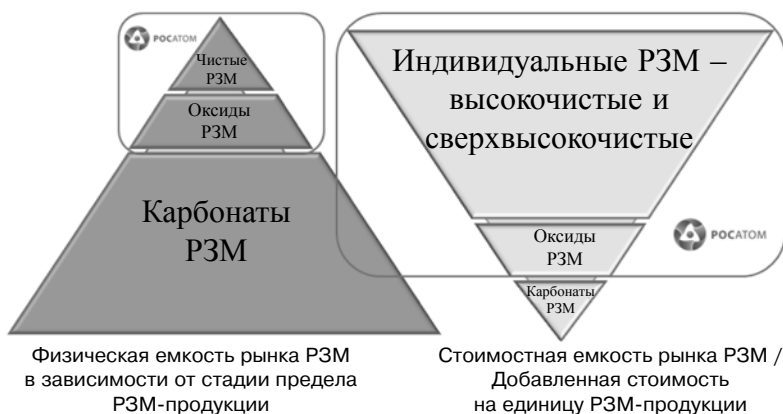 РОСАТОМ
Чистые
РЗМ
Оксиды
РЗМ
Карбонаты
РЗМ
Физическая емкость рынка РЗМ
в зависимости от стадии предела
РЗМ-продукции
Индивидуальные РЗМ –
высокочистые и
сверхвысокочистые
Оксиды
РЗМ
РОСАТОМ
Карбонаты
РЗМ
Стоимостная емкость рынка РЗМ /
Добавленная стоимость
на единицу РЗМ-продукции